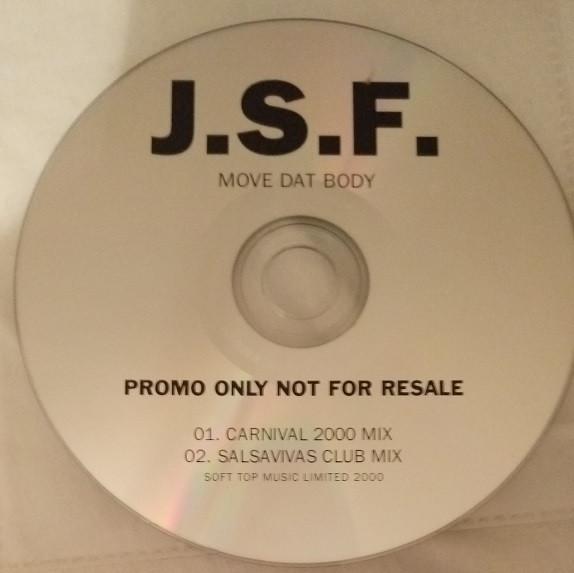 J.S.F.
MOVE DAT BODY
PROMO ONLY NOT FOR RESALE
01. CARNIVAL 2000 MIX
02. SALSAVIVAS CLUB MIX
SOFT TOP MUSIC LIMITED 2000